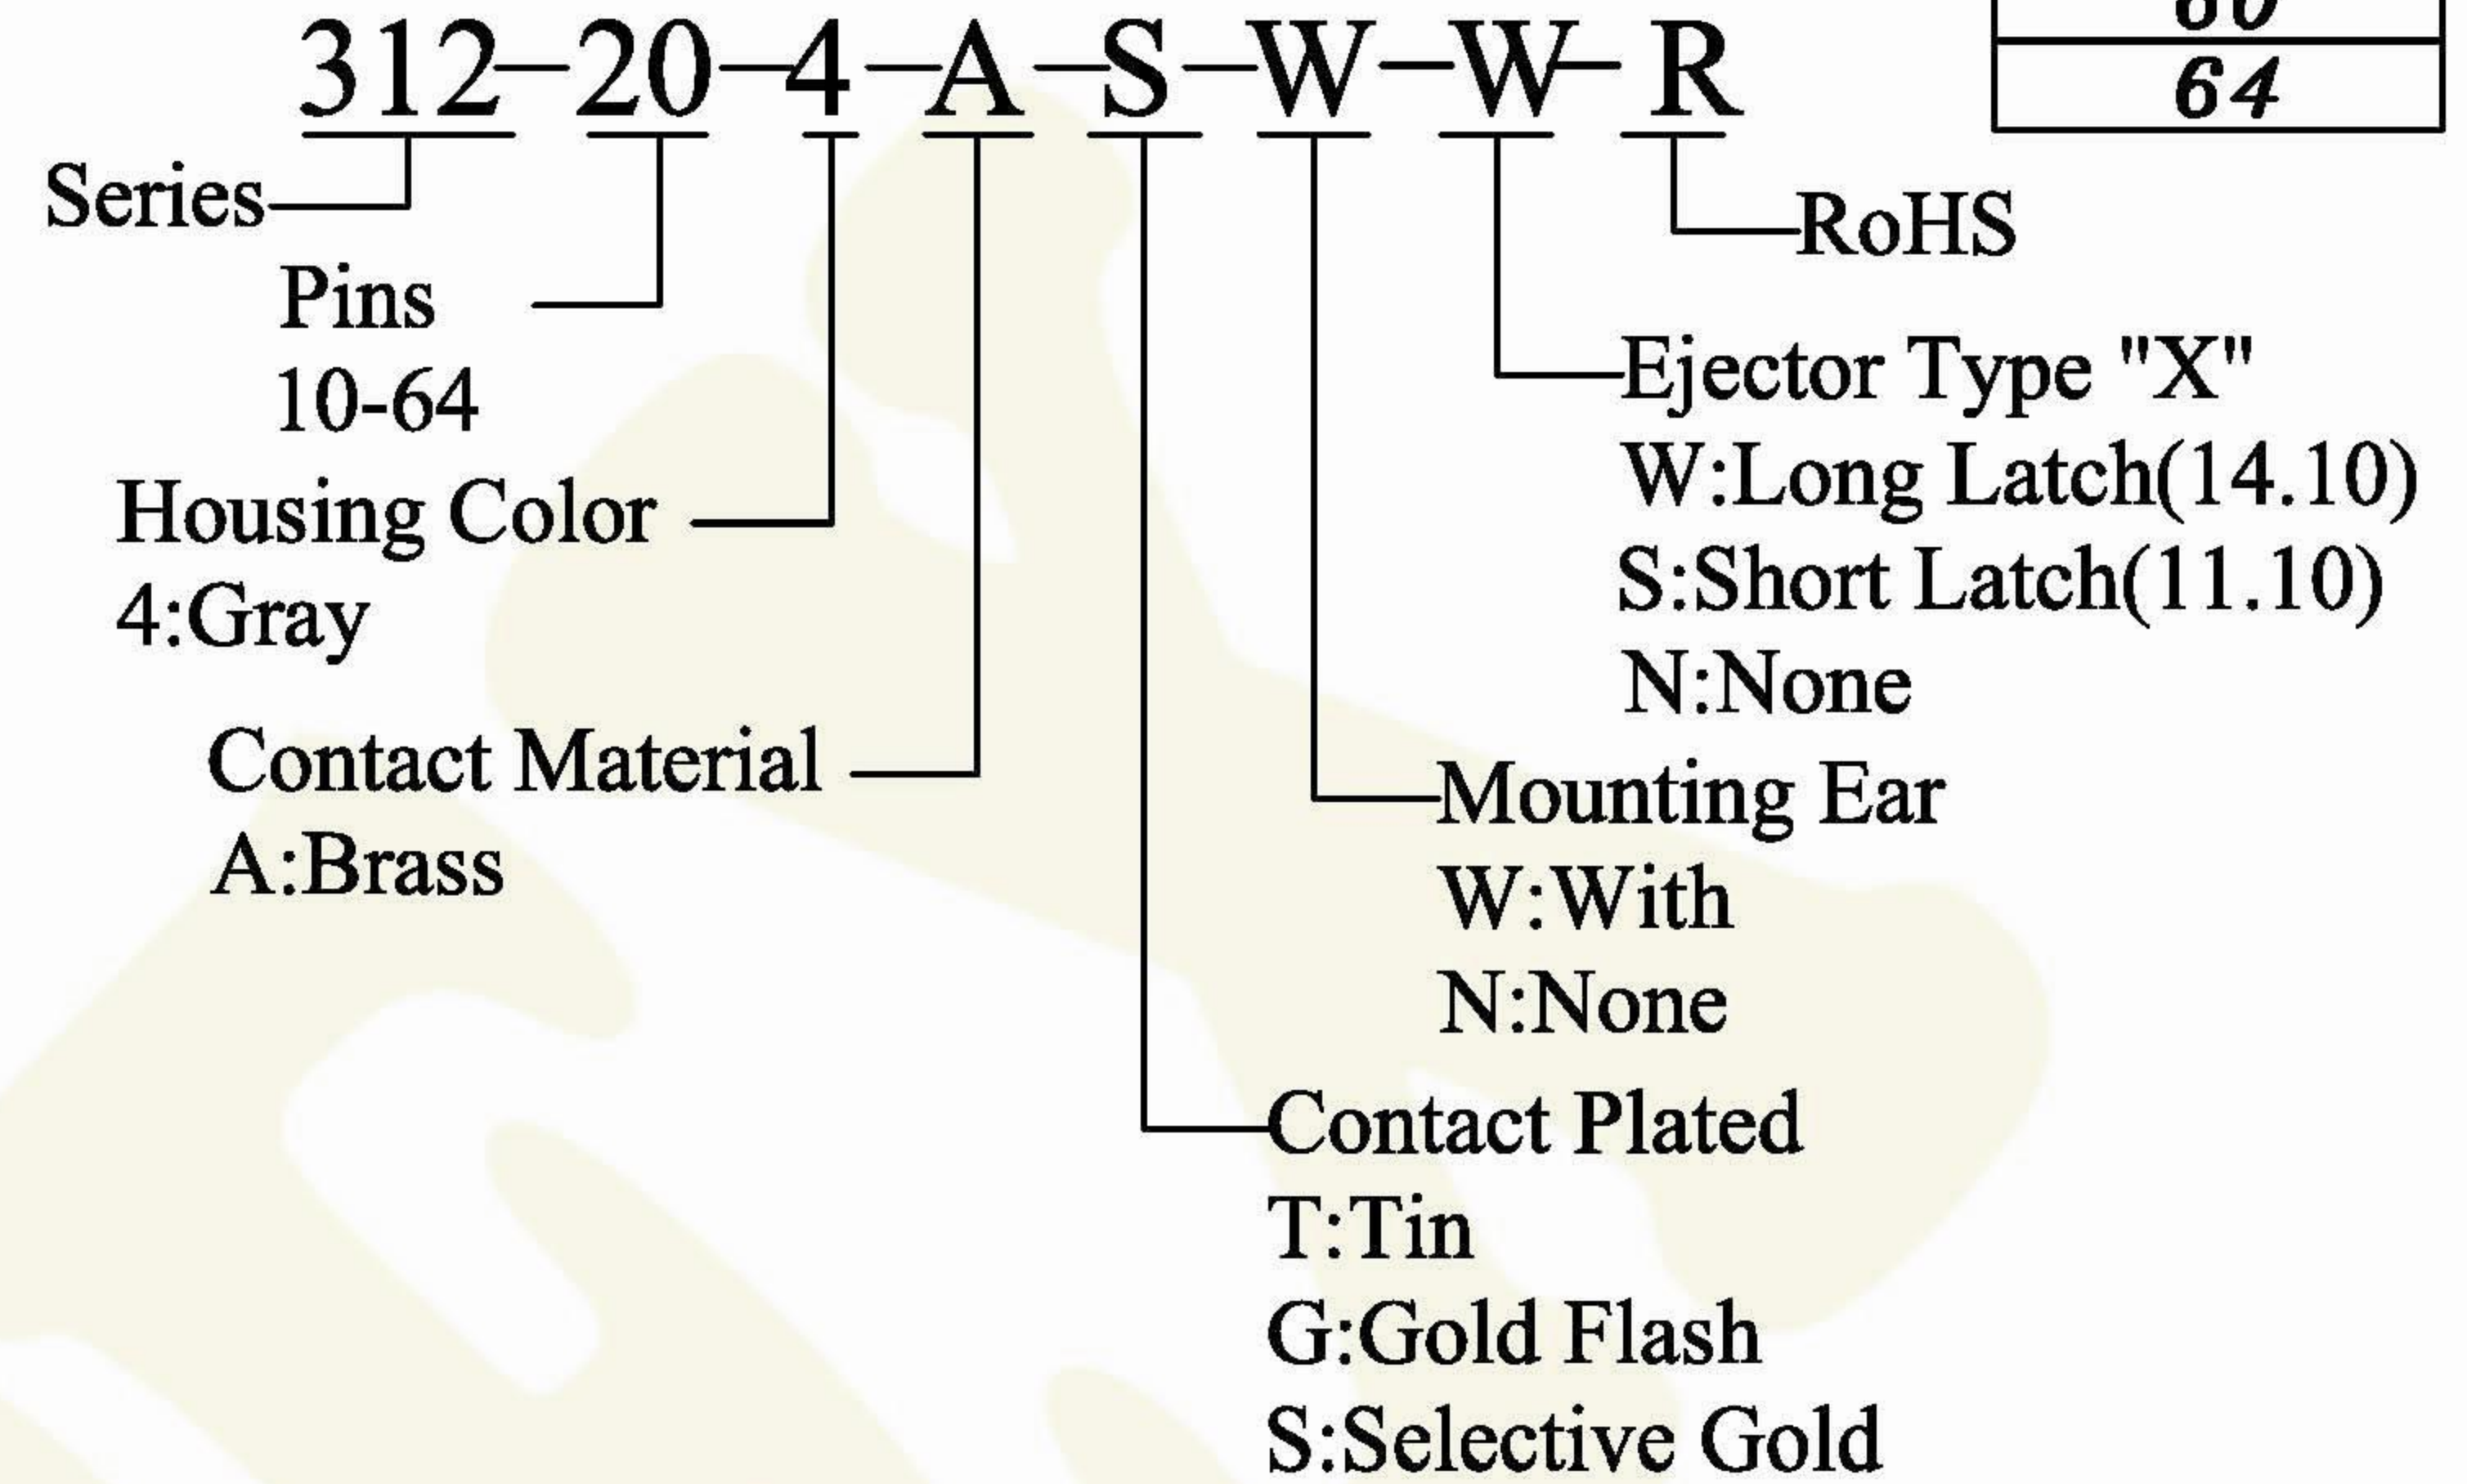 312-20-4-A-S-W-W-R
60
64
Series
RoHS
Pins
10-64
Ejector Type "X"
W:Long Latch(14.10)
S:Short Latch(11.10)
N:None
Housing Color
4:Gray
Contact Material
A:Brass
Mounting Ear
W:With
N:None
Contact Plated
T:Tin
G:Gold Flash
S:Selective Gold